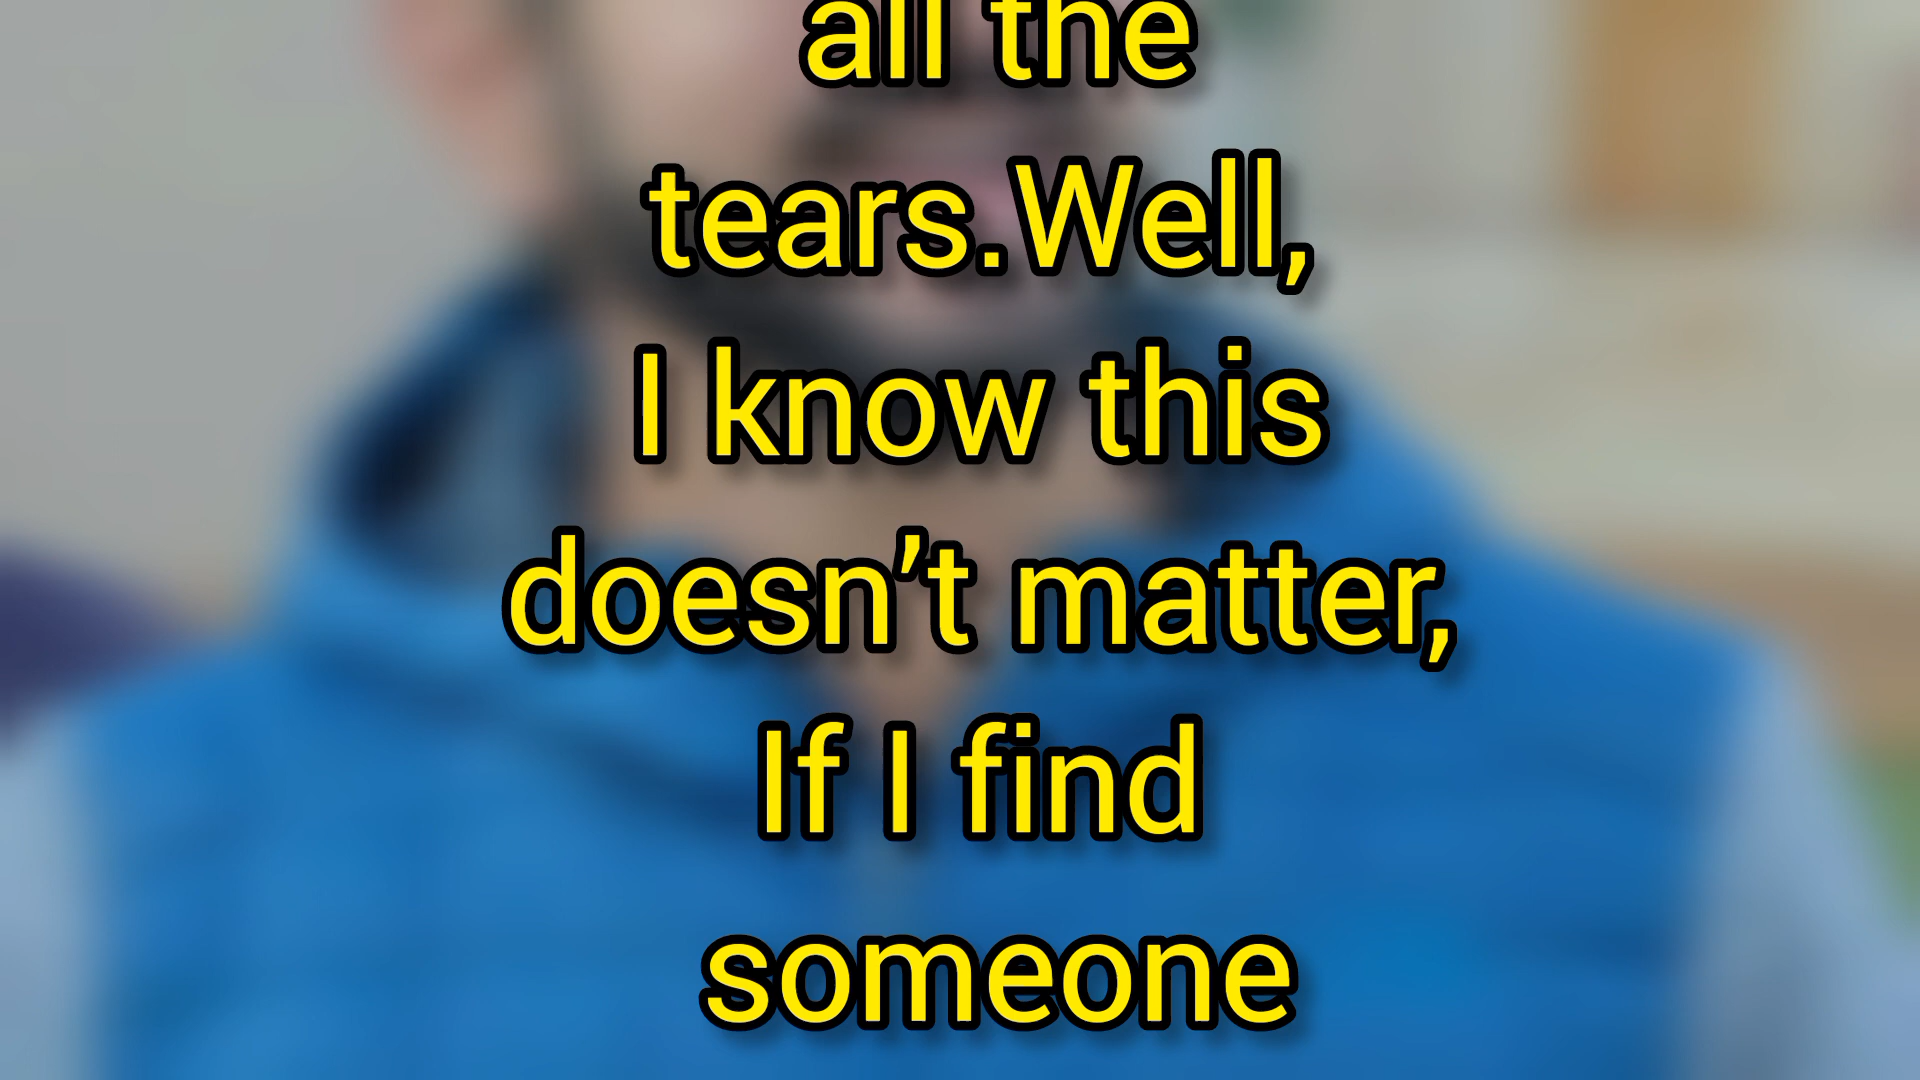 all the
tears.Well,
I know this
doesn’t matter,
If I find
someone